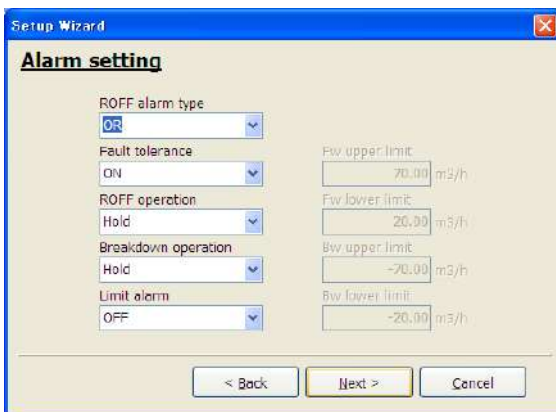 Setup Wizard
Alarm setting
ROFF alarm type
OR
Fault tolerance
ON
Fw upper limit
70.00 m3/h
ROFF operation
Hold
Fw lower limit
20.00 m3/h
Breakdown operation
Hold
Bw upper limit
-70.00 m3/h
Limit alarm
OFF
Bw lower limit
-20.00 m3/h
< Back
Next >
Cancel